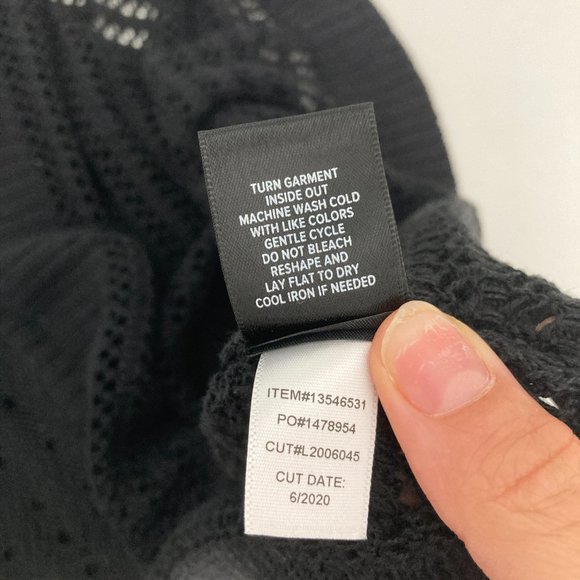 TURN GARMENT
INSIDE OUT
MACHINE WASH COLD
WITH LIKE COLORS
GENTLE CYCLE
DO NOT BLEACH
RESHAPE AND
LAY FLAT TO DRY
COOL IRON IF NEEDED
ITEM#13546531
PO#1478954
CUT#L2006045
CUT DATE:
6/2020